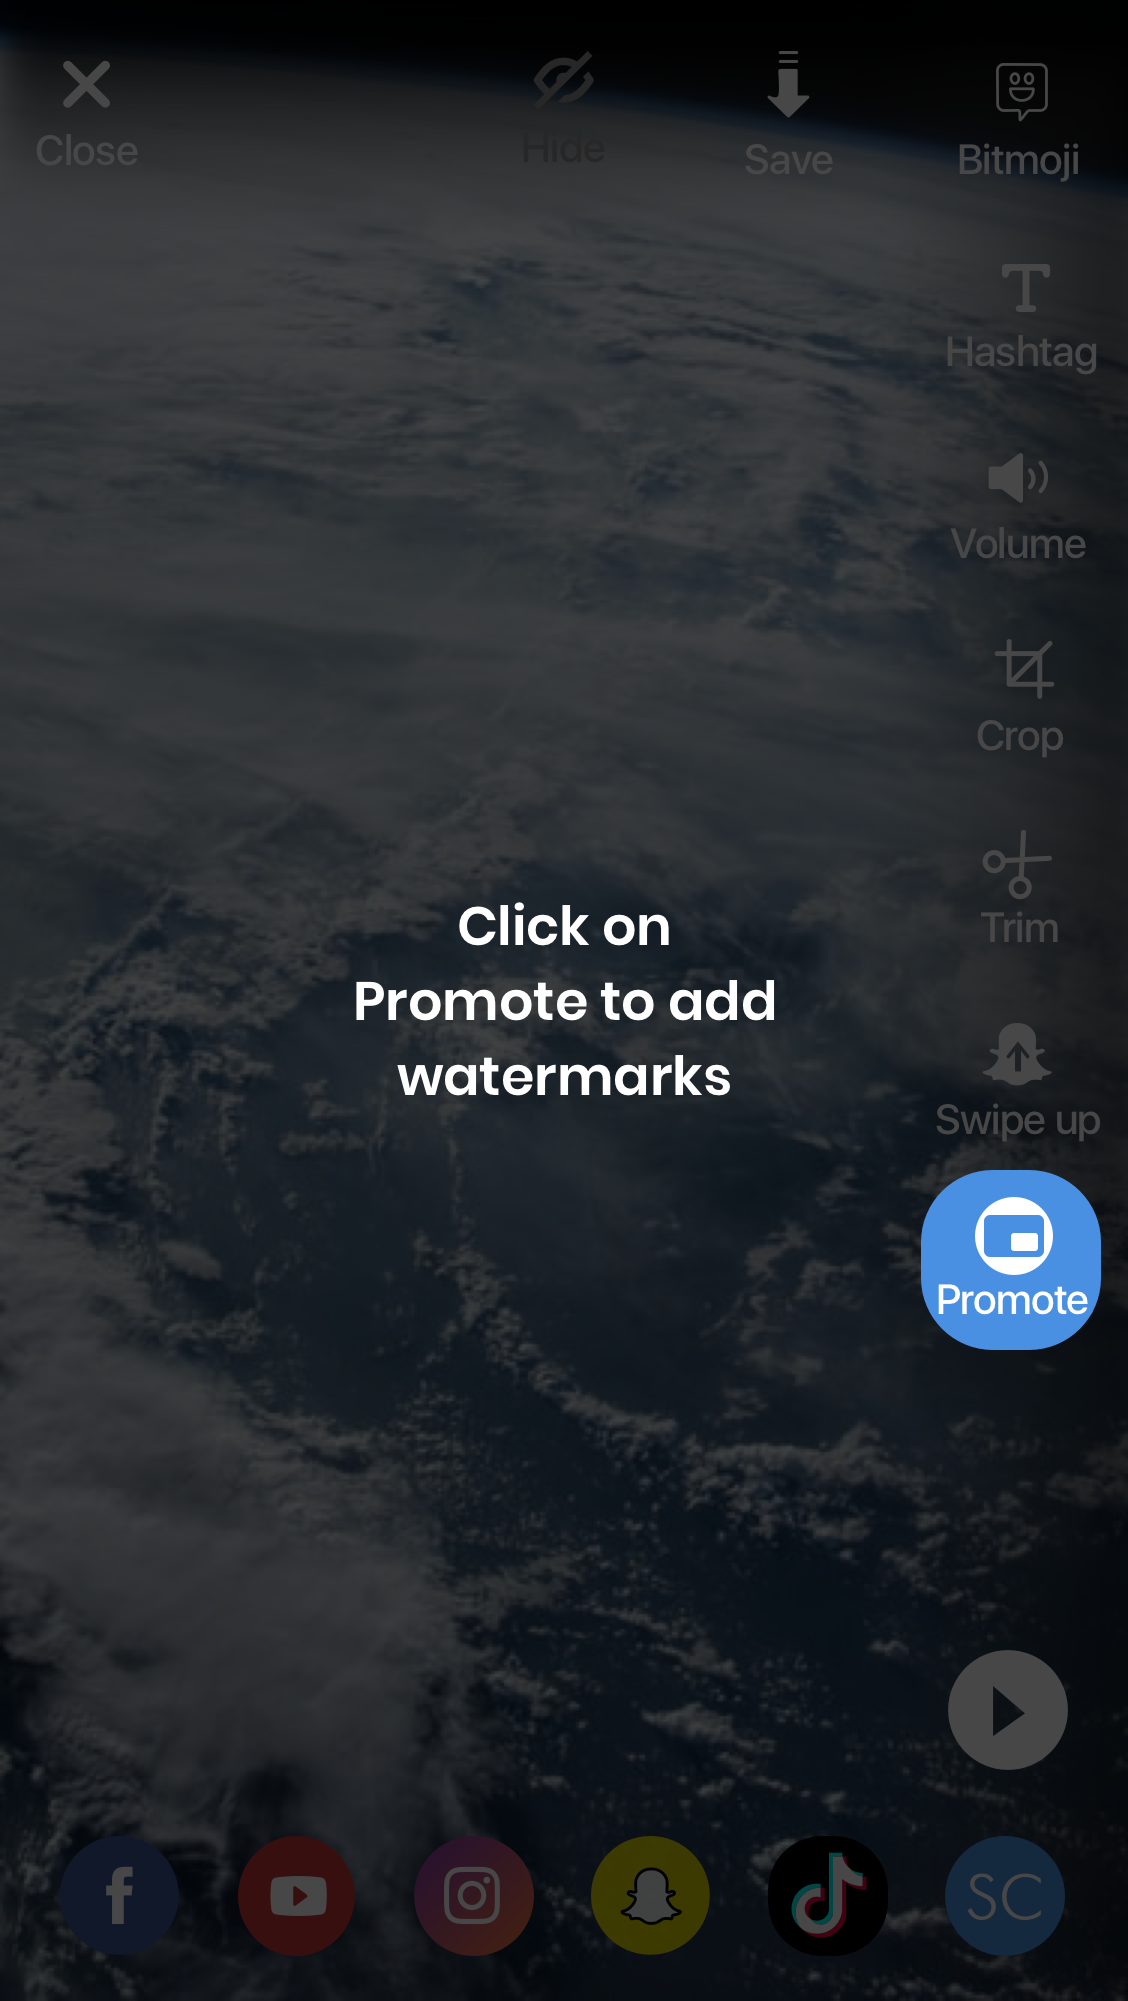 Close
Hide
Save
Bitmoji
Hashtag
Volume
Crop
Trim
Click on
Promote to add
watermarks
Swipe up
Promote
SC